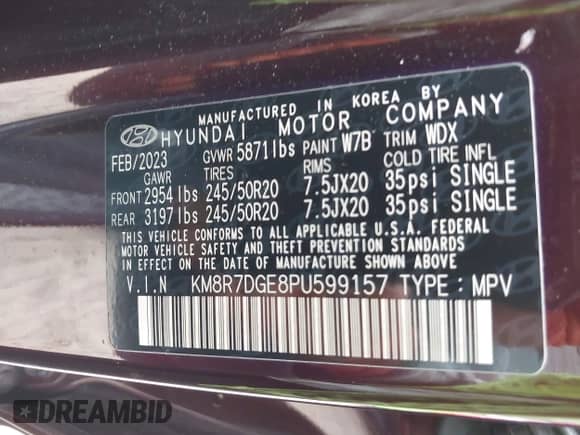 MANUFACTURED IN KOREA BY
HYUNDAI MOTOR COMPANY
FEB/2023 GVWR 5871lbs PAINT W7B TRIM WDX
GAWR TIRES RIMS COLD TIRE INFL
FRONT 2954lbs 245/50R20 7.5JX20 35psi SINGLE
REAR 3197lbs 245/50R20 7.5JX20 35psi SINGLE
THIS VEHICLE CONFORMS TO ALL APPLICABLE U.S.A. FEDERAL
MOTOR VEHICLE SAFETY AND THEFT PREVENTION STANDARDS
IN EFFECT ON THE DATE OF MANUFACTURE SHOWN ABOVE.
V.I.N KM8R7DGE8PU599157 TYPE : MPV
DREAMBID